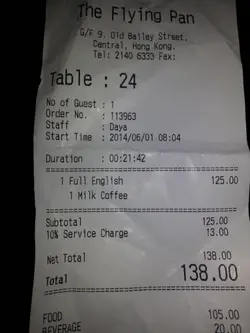 The Flying Pan
G/F 9, Old Bailey Street,
Central, Hong Kong.
Tel: 2140 6333 Fax:
Table : 24
No of Guest : 1
Order No. : 113963
Staff : Daya
Start Time : 2014/06/01 08:04
Duration : 00:21:42
1 Full English 125.00
1 Milk Coffee
Subtotal 125.00
10% Service Charge 13.00
Net Total 138.00
Total 138.00
FOOD 105.00
BEVERAGE 20.00